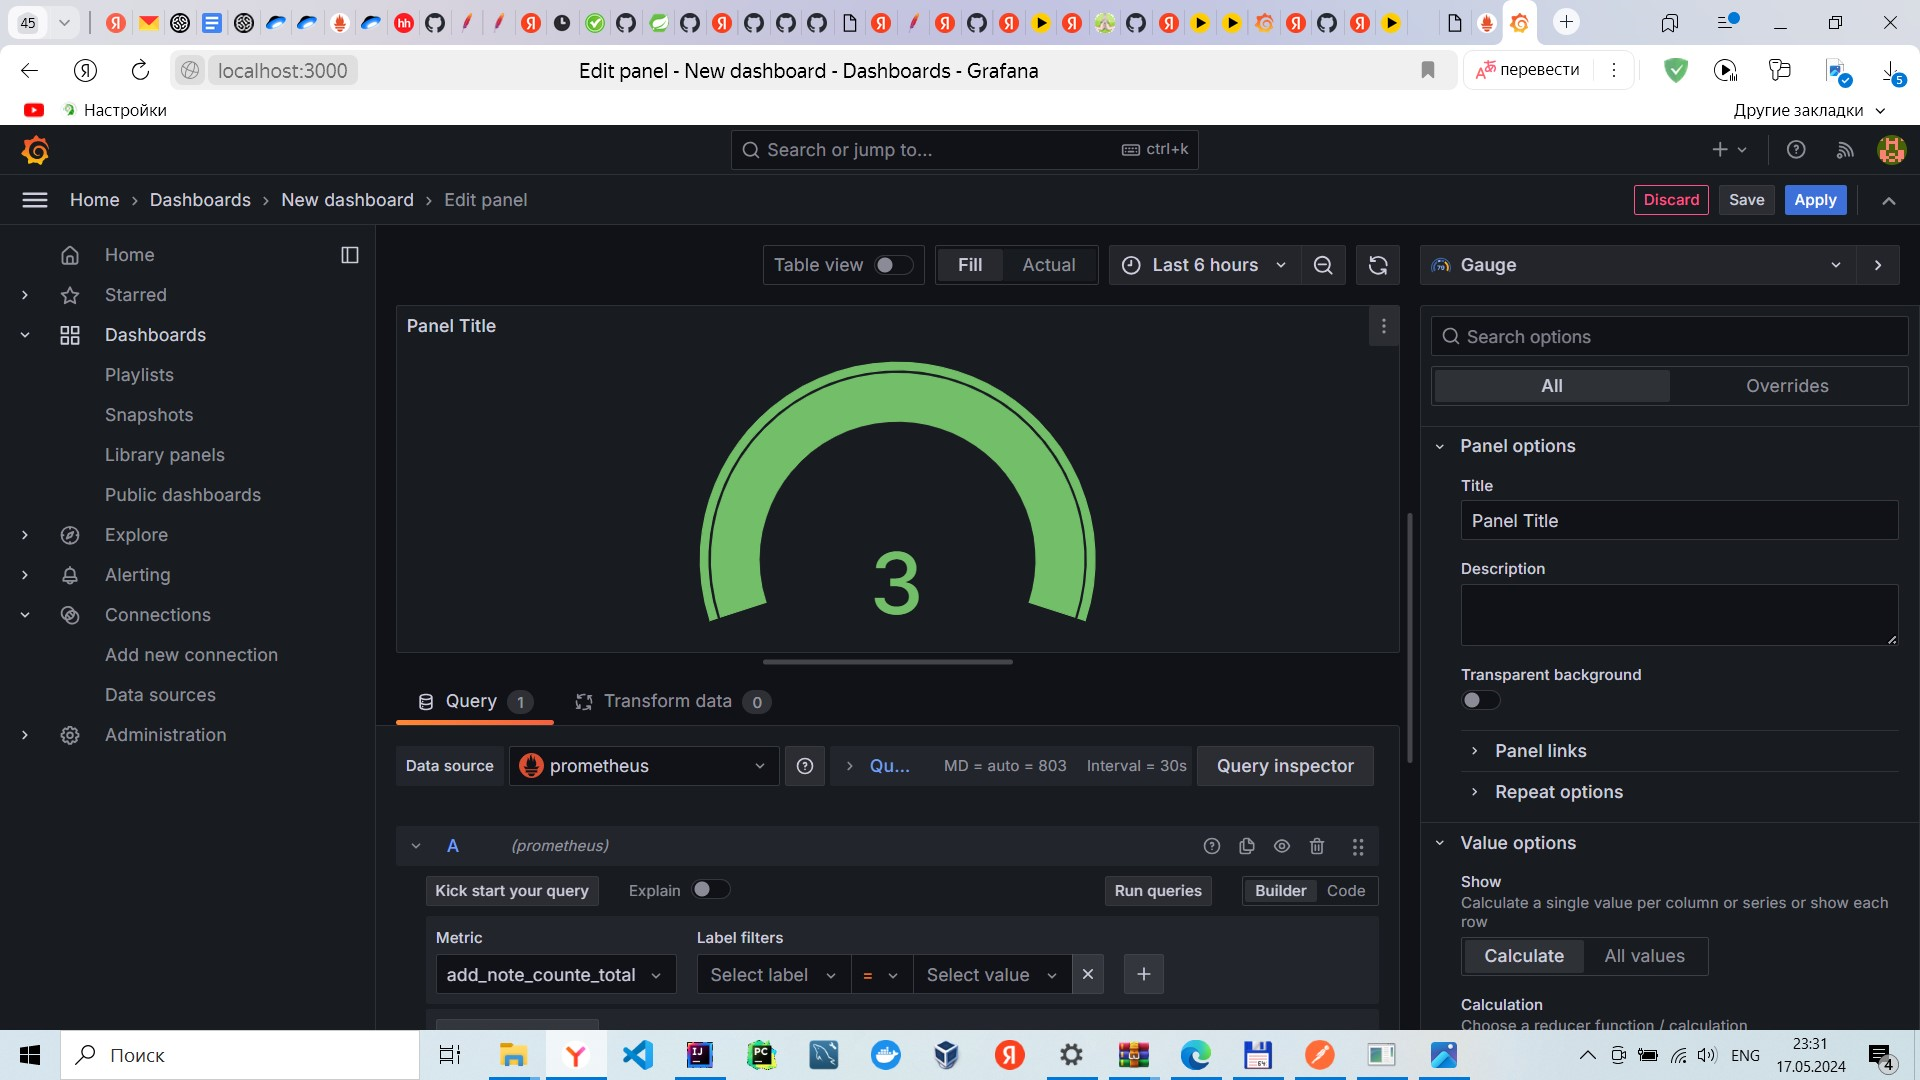 45
localhost:3000
Edit panel - New dashboard - Dashboards - Grafana
перевести
5
Настройки
Другие закладки
Search or jump to...
ctrl+k
Home › Dashboards › New dashboard › Edit panel
Discard
Save
Apply
Home
Starred
Dashboards
Playlists
Snapshots
Library panels
Public dashboards
Explore
Alerting
Connections
Add new connection
Data sources
Administration
Table view
Fill
Actual
Last 6 hours
Panel Title
3
Query 1
Transform data 0
Data source
prometheus
Qu...
MD = auto = 803
Interval = 30s
Query inspector
A
(prometheus)
Kick start your query
Explain
Run queries
Builder
Code
Metric
Label filters
add_note_counte_total
Select label
=
Select value
Gauge
Search options
All
Overrides
Panel options
Title
Panel Title
Description
Transparent background
Panel links
Repeat options
Value options
Show
Calculate a single value per column or series or show each
row
Calculate
All values
Calculation
Choose a reducer function / calculation
Поиск
ENG
23:31
17.05.2024
4